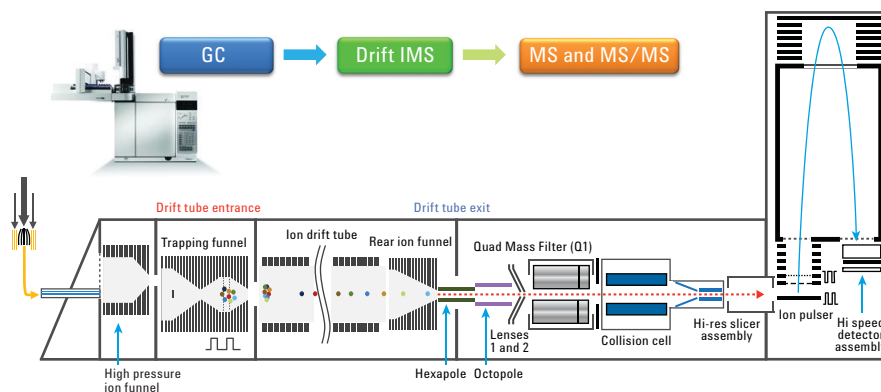 GC
Drift IMS
MS and MS/MS
Drift tube entrance
Drift tube exit
Trapping funnel
Ion drift tube
Rear ion funnel
Quad Mass Filter (Q1)
Lenses
1 and 2
Collision cell
Hi-res slicer
assembly
Ion pulser
Hi speed
detector
assembly
High pressure
ion funnel
Hexapole
Octopole